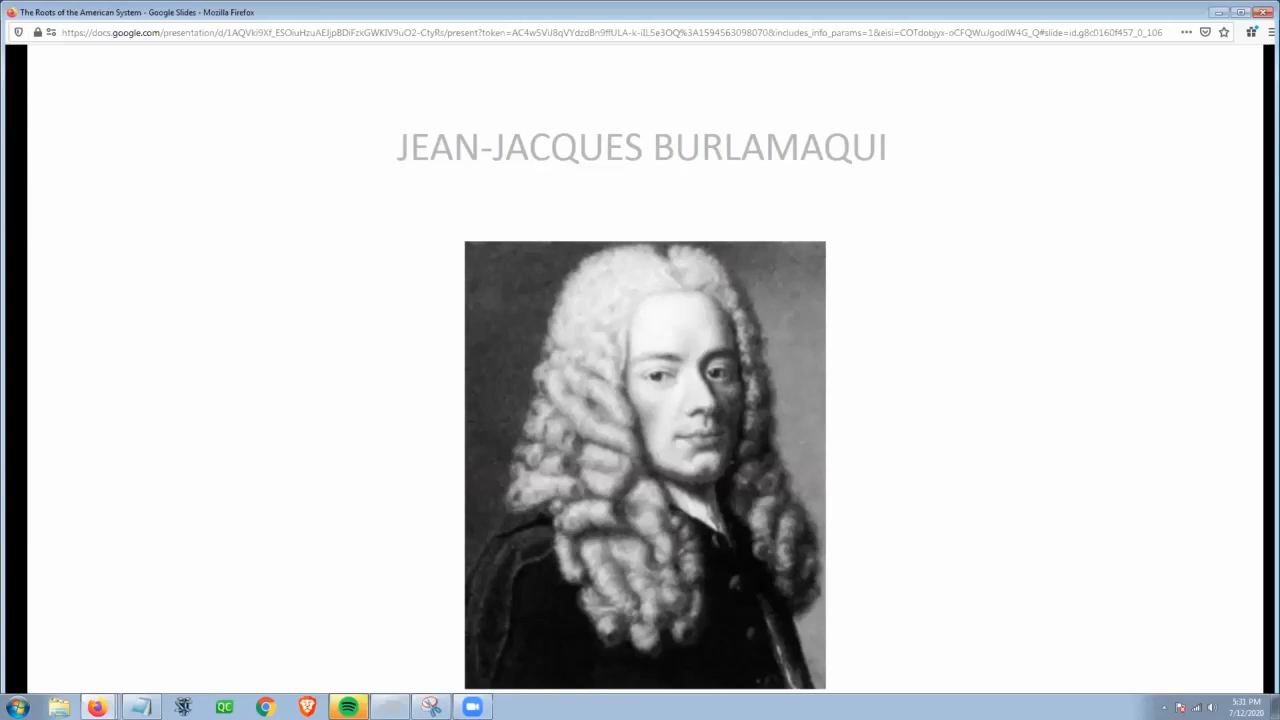 The Roots of the American System - Google Slides - Mozilla Firefox
JEAN-JACQUES BURLAMAQUI
QC
5:31 PM
7/12/2020